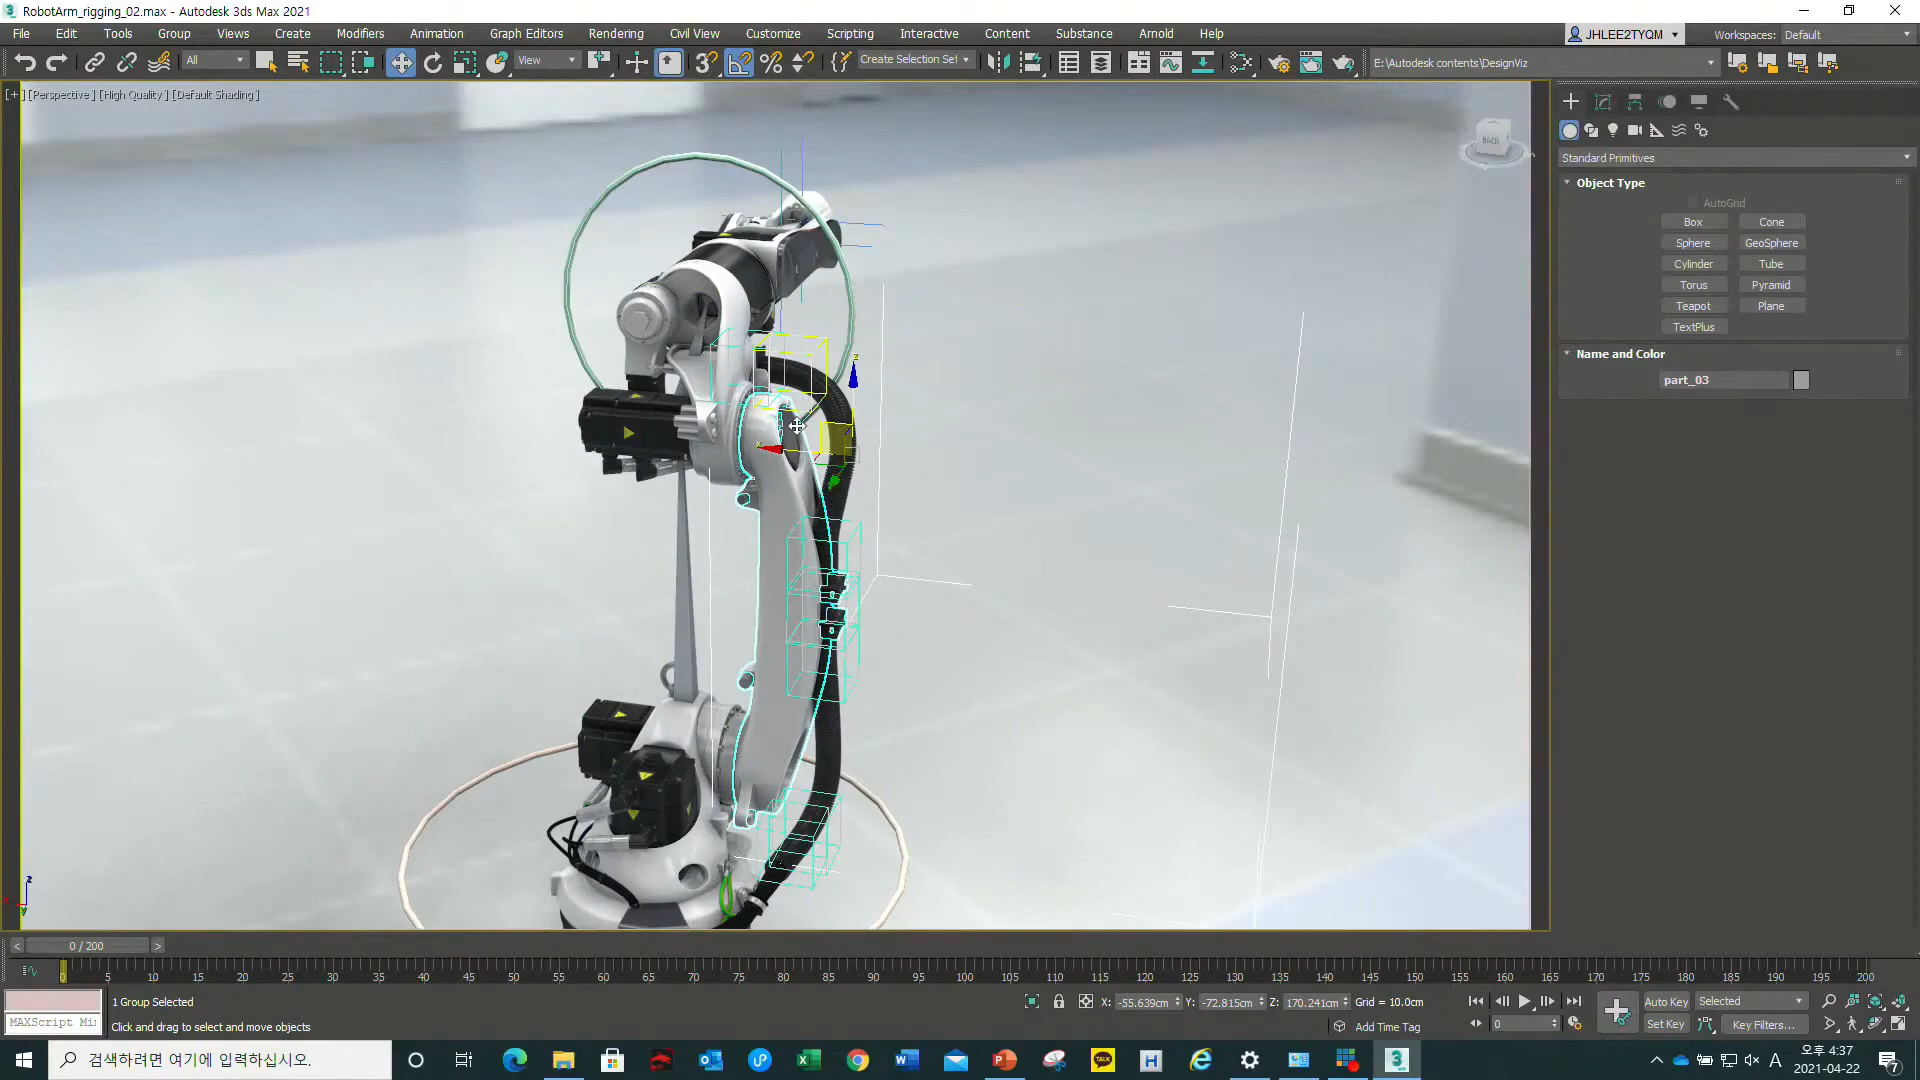 RobotArm_rigging_02.max - Autodesk 3ds Max 2021
File Edit Tools Group Views Create Modifiers Animation Graph Editors Rendering Civil View Customize Scripting Interactive Content Substance Arnold Help
JHLEE2TYQM Workspaces: Default
All View Create Selection Set E:\Autodesk contents\DesignViz
[+] [Perspective ] [High Quality ] [Default Shading ]
BACK
Standard Primitives
Object Type
AutoGrid
Box Cone
Sphere GeoSphere
Cylinder Tube
Torus Pyramid
Teapot Plane
TextPlus
Name and Color
part_03
z
x
z
x
y
< 0 / 200 >
0 5 10 15 20 25 30 35 40 45 50 55 60 65 70 75 80 85 90 95 100 105 110 115 120 125 130 135 140 145 150 155 160 165 170 175 180 185 190 195 200
1 Group Selected X: -55.639cm Y: -72.815cm Z: 170.241cm Grid = 10.0cm Auto Key Selected
MAXScript Mi
Click and drag to select and move objects Add Time Tag 0 Set Key Key Filters...
검색하려면 여기에 입력하십시오.
TALK
A
오후 4:37
2021-04-22
7